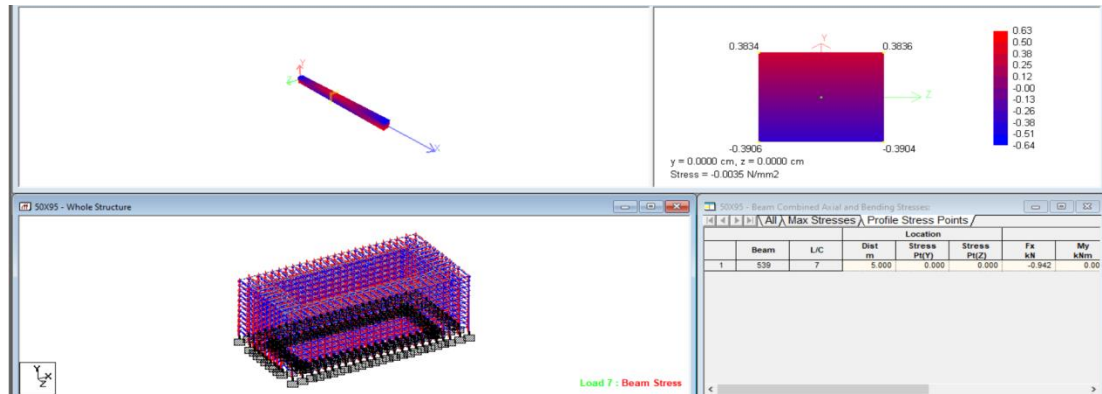 Y
Z
X
0.3834
Y
0.3836
Z
-0.3906
-0.3904
y = 0.0000 cm, z = 0.0000 cm
Stress = -0.0035 N/mm2
0.63
0.50
0.38
0.25
0.12
-0.00
-0.13
-0.26
-0.38
-0.51
-0.64
50X95 - Whole Structure
Y
X
Z
Load 7 : Beam Stress
50X95 - Beam Combined Axial and Bending Stresses:
All Max Stresses Profile Stress Points
Location
Beam L/C Dist m Stress Pt(Y) Stress Pt(Z) Fx kN My kNm
1 539 7 5.000 0.000 0.000 -0.942 0.00